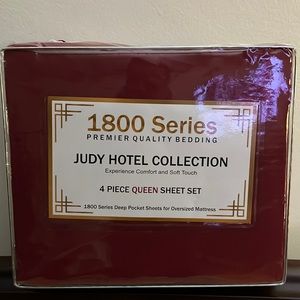 1800 Series
PREMIER QUALITY BEDDING
JUDY HOTEL COLLECTION
Experience Comfort and Soft Touch
4 PIECE QUEEN SHEET SET
1800 Series Deep Pocket Sheets for Oversized Mattress